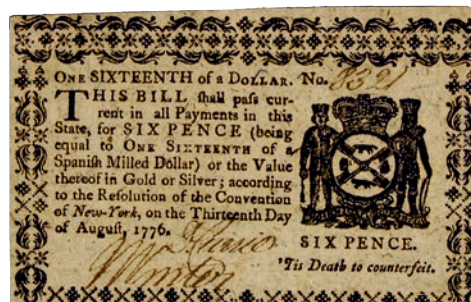 ONE SIXTEENTH of a DOLLAR. No. 8321
THIS BILL shall pass cur-
rent in all Payments in this
State, for SIX PENCE (being
equal to ONE SIXTEENTH of a
Spanish Milled Dollar) or the Value
thereof in Gold or Silver; according
to the Resolution of the Convention
of New-York, on the Thirteenth Day
of August, 1776.
SIX PENCE.
'Tis Death to counterfeit.